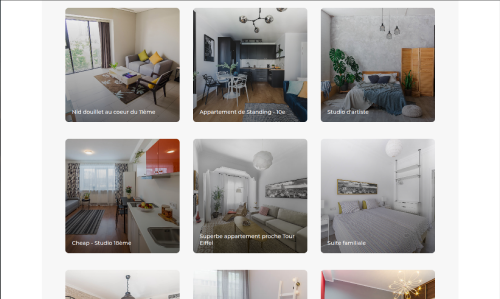 Nid douillet au coeur du 11ème
Appartement de Standing - 10e
Studio d'artiste
Cheap - Studio 18ème
Superbe appartement proche Tour
Eiffel
Suite familiale